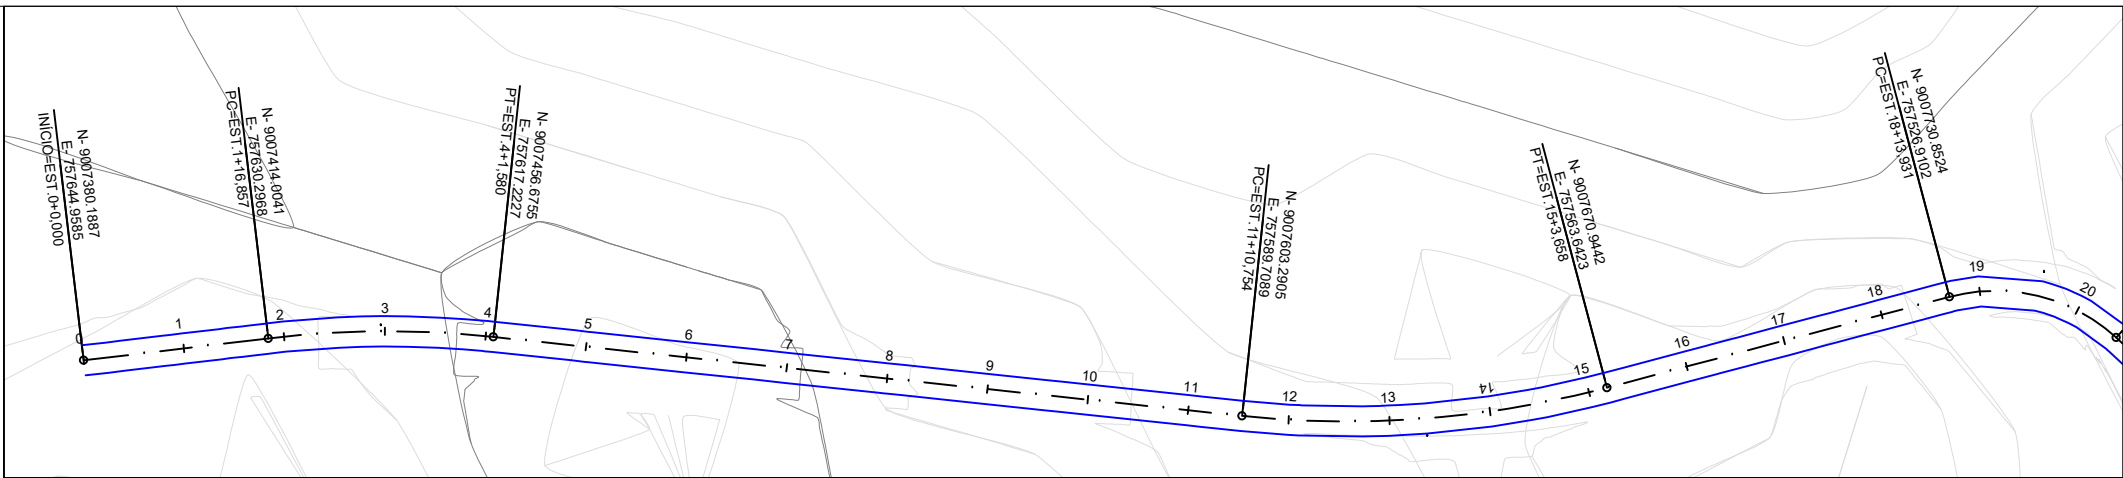 N- 9007380.1887
E- 757644.9585
INÍCIO=EST.0+0,000
N- 9007414.0041
E- 757630.2968
PC=EST.1+16,857
N- 9007456.6755
E- 757617.2227
PT=EST.4+1,580
N- 9007603.2905
E- 757589.7089
PC=EST.11+10,754
N- 9007670.9442
E- 757563.6423
PT=EST.15+3,658
N- 9007730.8524
E- 757526.9102
PC=EST.18+13,931
0
1
2
3
4
5
6
7
8
9
10
11
12
13
14
15
16
17
18
19
20